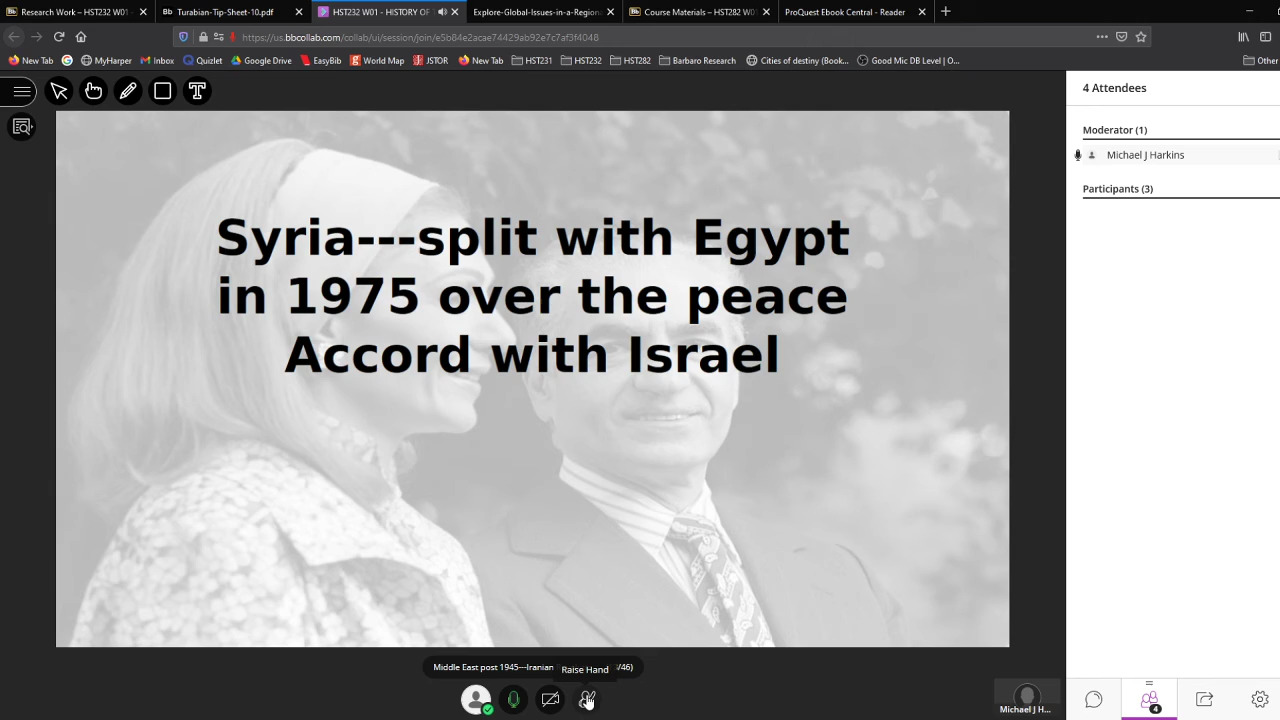 Research Work – HST232 W01 -
Turabian-Tip-Sheet-10.pdf
HST232 W01 - HISTORY OF
Explore-Global-Issues-in-a-Regiona
Course Materials – HST282 W01
ProQuest Ebook Central - Reader
https://us.bbcollab.com/collab/ui/session/join/e5b84e2acae74429ab92e7c7af3f4048
New Tab
MyHarper
Inbox
Quizlet
Google Drive
EasyBib
World Map
JSTOR
New Tab
HST231
HST232
HST282
Barbaro Research
Cities of destiny (Book...
Good Mic DB Level | O...
Other
4 Attendees
Moderator (1)
Michael J Harkins
Participants (3)
Syria---split with Egypt
in 1975 over the peace
Accord with Israel
Middle East post 1945---Iranian
/46)
Raise Hand
Michael J H...
4